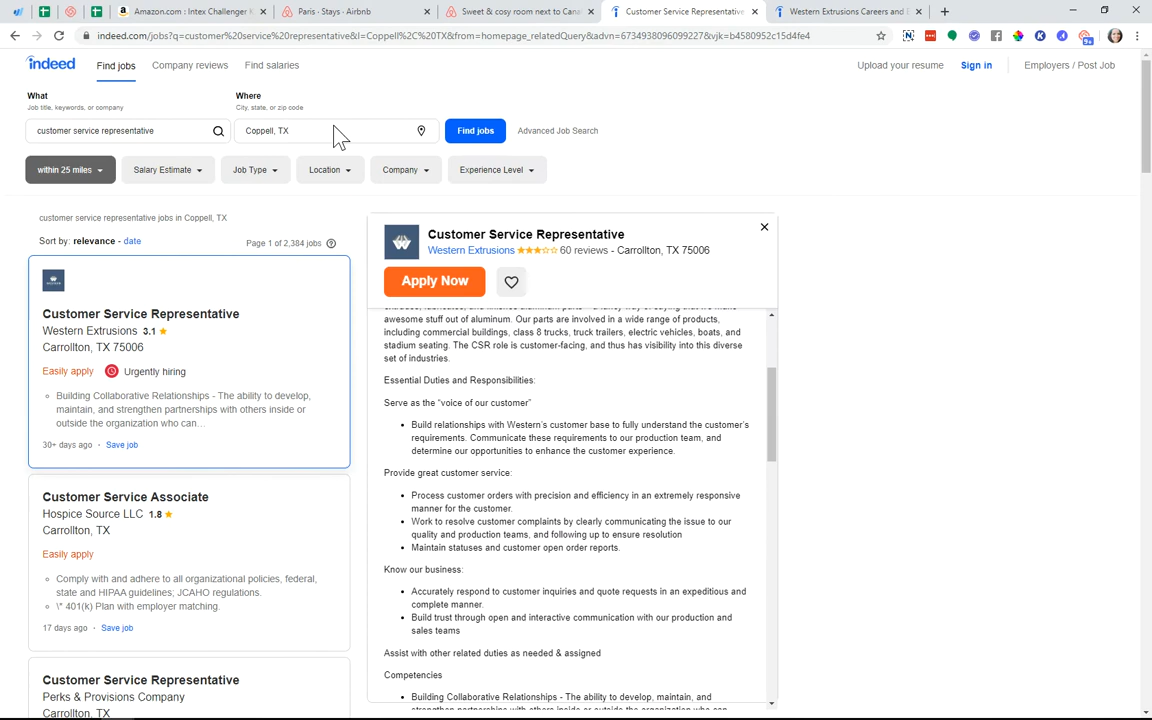 Amazon.com : Intex Challenger K
Paris · Stays · Airbnb
Sweet & cosy room next to Cana
Customer Service Representative
Western Extrusions Careers and E
indeed.com/jobs?q=customer%20service%20representative&l=Coppell%2C%20TX&from=homepage_relatedQuery&advn=6734938096099227&vjk=b4580952c15d4fe4
9+
indeed
Find jobs
Company reviews
Find salaries
Upload your resume
Sign in
Employers / Post Job
What
Job title, keywords, or company
Where
City, state, or zip code
customer service representative
Coppell, TX
Find jobs
Advanced Job Search
within 25 miles
Salary Estimate
Job Type
Location
Company
Experience Level
customer service representative jobs in Coppell, TX
Sort by: relevance - date
Page 1 of 2,384 jobs
Customer Service Representative
Western Extrusions 3.1
Carrollton, TX 75006
Easily apply
Urgently hiring
Building Collaborative Relationships - The ability to develop,
maintain, and strengthen partnerships with others inside or
outside the organization who can…
30+ days ago · Save job
Customer Service Associate
Hospice Source LLC 1.8
Carrollton, TX
Easily apply
Comply with and adhere to all organizational policies, federal,
state and HIPAA guidelines; JCAHO regulations.
\* 401(k) Plan with employer matching.
17 days ago · Save job
Customer Service Representative
Perks & Provisions Company
Carrollton, TX
Customer Service Representative
Western Extrusions 60 reviews - Carrollton, TX 75006
Apply Now
awesome stuff out of aluminum. Our parts are involved in a wide range of products,
including commercial buildings, class 8 trucks, truck trailers, electric vehicles, boats, and
stadium seating. The CSR role is customer-facing, and thus has visibility into this diverse
set of industries.
Essential Duties and Responsibilities:
Serve as the “voice of our customer”
Build relationships with Western’s customer base to fully understand the customer’s
requirements. Communicate these requirements to our production team, and
determine our opportunities to enhance the customer experience.
Provide great customer service:
Process customer orders with precision and efficiency in an extremely responsive
manner for the customer.
Work to resolve customer complaints by clearly communicating the issue to our
quality and production teams, and following up to ensure resolution
Maintain statuses and customer open order reports.
Know our business:
Accurately respond to customer inquiries and quote requests in an expeditious and
complete manner.
Build trust through open and interactive communication with our production and
sales teams
Assist with other related duties as needed & assigned
Competencies
Building Collaborative Relationships - The ability to develop, maintain, and